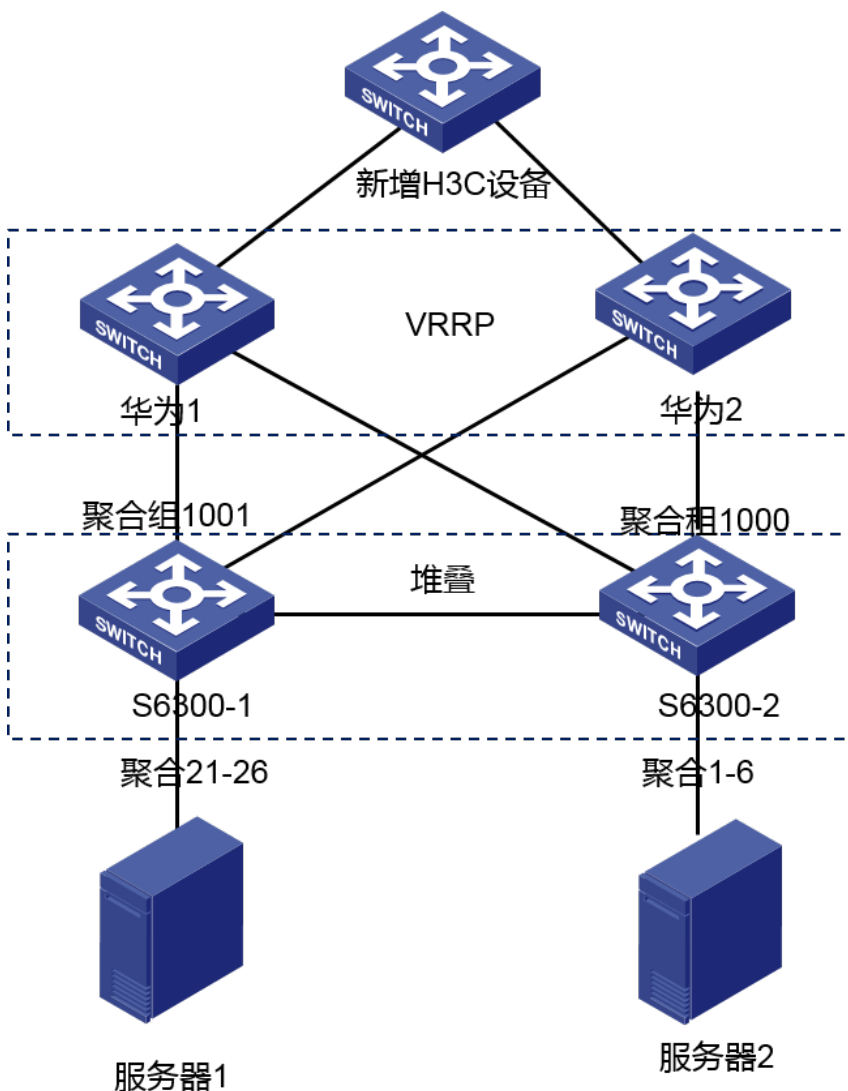 SWITCH
新增H3C设备
SWITCH
VRRP
SWITCH
华为1
华为2
聚合组1001
聚合租1000
堆叠
SWITCH
SWITCH
S6300-1
S6300-2
聚合21-26
聚合1-6
服务器1
服务器2